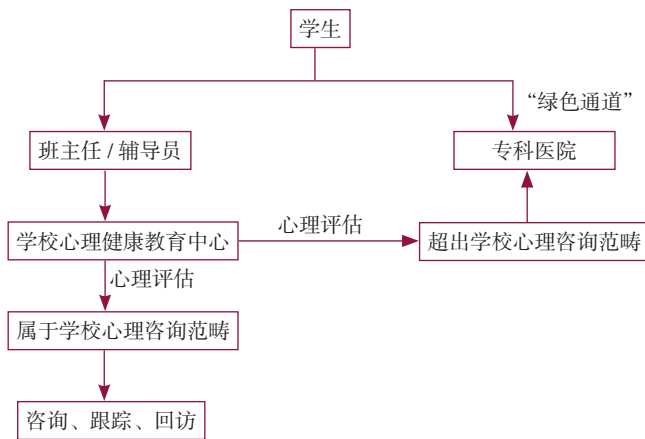 学生
“绿色通道”
班主任 / 辅导员
专科医院
心理评估
学校心理健康教育中心
超出学校心理咨询范畴
心理评估
属于学校心理咨询范畴
咨询、跟踪、回访